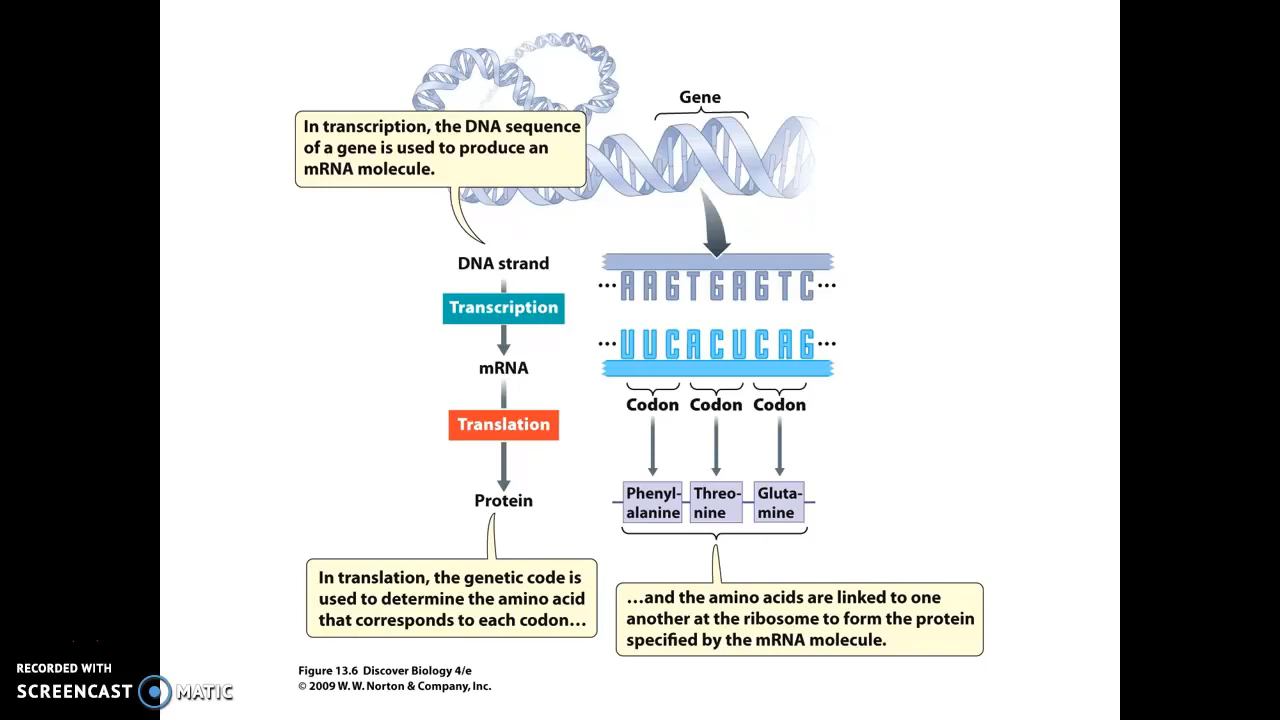 Gene
In transcription, the DNA sequence
of a gene is used to produce an
mRNA molecule.
DNA strand
...AAGTGAGTC...
Transcription
...UUCACUCAG...
mRNA
Codon Codon Codon
Translation
Phenyl-
alanine
Threo-
nine
Gluta-
mine
Protein
In translation, the genetic code is
used to determine the amino acid
that corresponds to each codon...
...and the amino acids are linked to one
another at the ribosome to form the protein
specified by the mRNA molecule.
Figure 13.6 Discover Biology 4/e
© 2009 W. W. Norton & Company, Inc.
RECORDED WITH
SCREENCAST MATIC